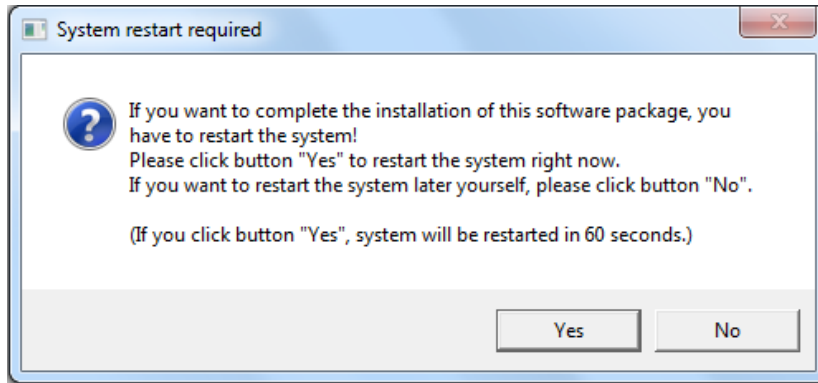 System restart required
If you want to complete the installation of this software package, you
have to restart the system!
Please click button "Yes" to restart the system right now.
If you want to restart the system later yourself, please click button "No".
(If you click button "Yes", system will be restarted in 60 seconds.)
Yes
No